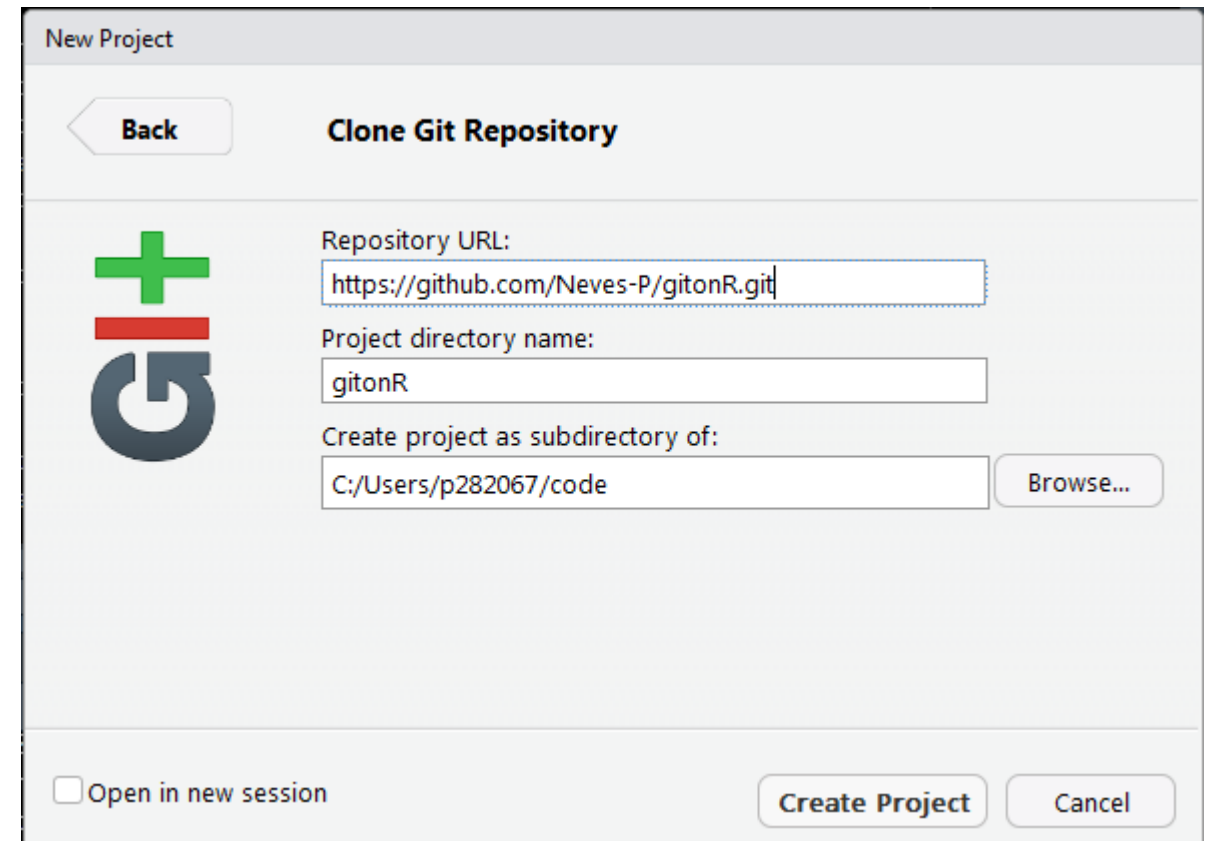 New Project
Back
Clone Git Repository
GIT
Repository URL:
https://github.com/Neves-P/gitonR.git
Project directory name:
gitonR
Create project as subdirectory of:
C:/Users/p282067/code
Browse...
Open in new session
Create Project
Cancel